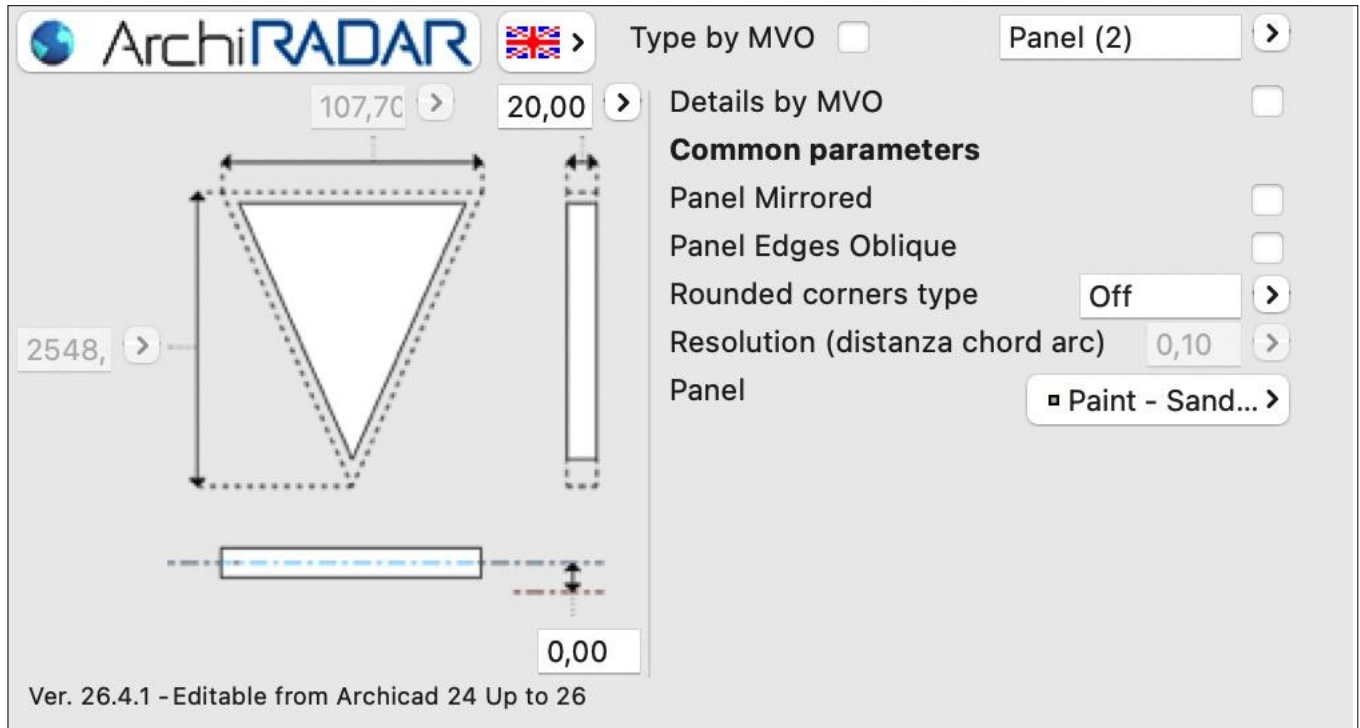 ArchiRADAR
Type by MVO
Panel (2)
107,70
20,00
Details by MVO
Common parameters
Panel Mirrored
Panel Edges Oblique
Rounded corners type
Off
2548,
Resolution (distanza chord arc)
0,10
Panel
Paint - Sand...
0,00
Ver. 26.4.1 - Editable from Archicad 24 Up to 26